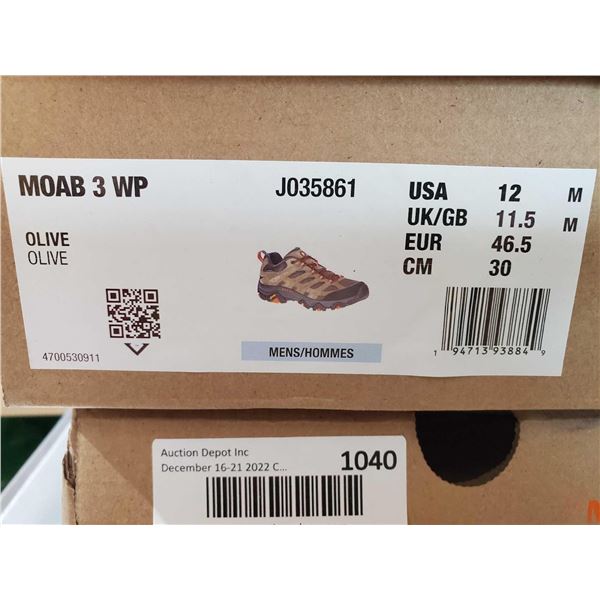 MOAB 3 WP
J035861
USA 12 M
UK/GB 11.5 M
EUR 46.5
CM 30
OLIVE
OLIVE
4700530911
MENS/HOMMES
1 94713 93884 9
Auction Depot Inc
December 16-21 2022 C...
1040